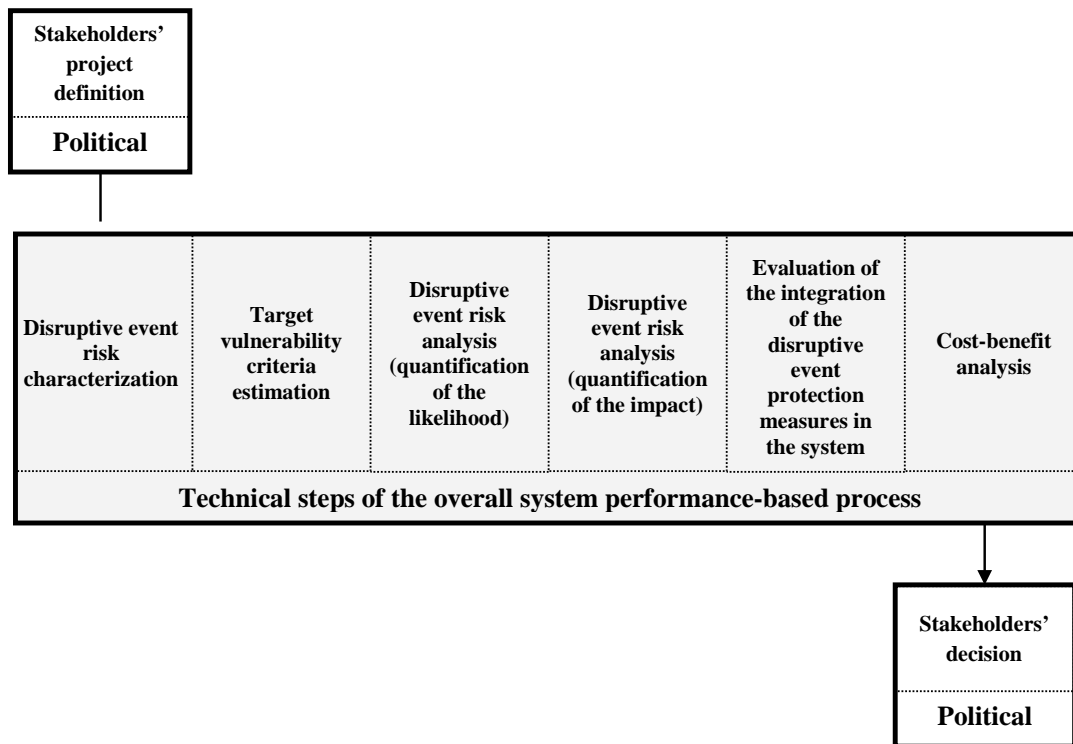 Stakeholders’
project
definition
Political
Disruptive event
risk
characterization
Target
vulnerability
criteria
estimation
Disruptive
event risk
analysis
(quantification
of the
likelihood)
Disruptive
event risk
analysis
(quantification
of the impact)
Evaluation of
the integration
of the
disruptive
event
protection
measures in
the system
Cost-benefit
analysis
Technical steps of the overall system performance-based process
Stakeholders’
decision
Political